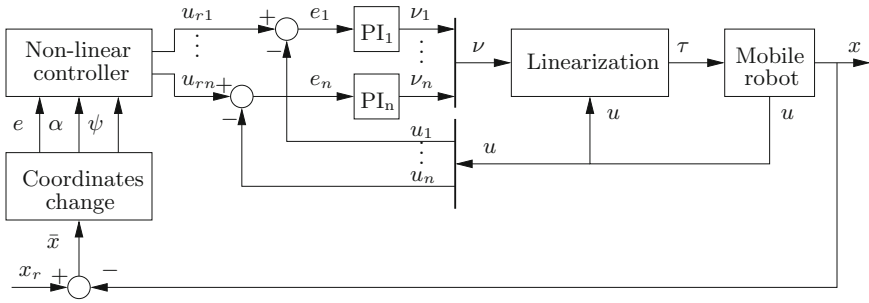 Non-linear
controller
u_{r1}
⋮
u_{rn}
+
−
+
−
e_1
e_n
PI_1
PI_n
ν_1
⋮
ν_n
ν
Linearization
τ
Mobile
robot
x
u
u
u
u_1
⋮
u_n
e α ψ
Coordinates
change
x̄
x_r
+
−